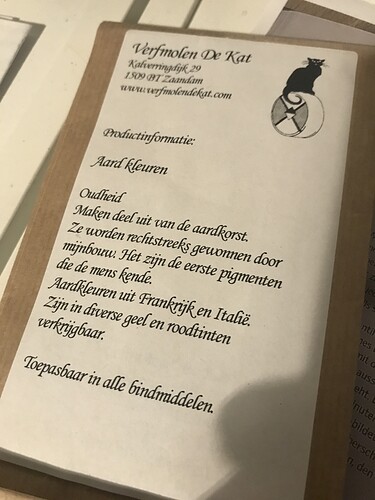 Verfmolen De Kat
Kalverringdijk 29
1509 BT Zaandam
www.verfmolendekat.com
Productinformatie:
Aard kleuren
Oudheid
Maken deel uit van de aardkorst.
Ze worden rechtstreeks gewonnen door
mijnbouw. Het zijn de eerste pigmenten
die de mens kende.
Aardkleuren uit Frankrijk en Italië.
Zijn in diverse geel en roodtinten
verkrijgbaar.
Toepasbaar in alle bindmiddelen.